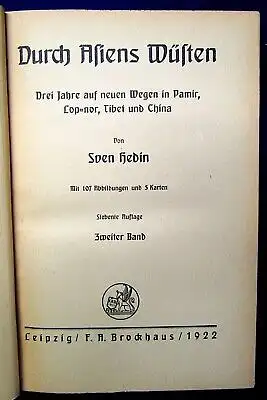 Durch Asiens Wüsten
Drei Jahre auf neuen Wegen in Pamir,
Lop=nor, Tibet und China
Von
Sven Hedin
Mit 107 Abbildungen und 5 Karten
Siebente Auflage
Zweiter Band
Leipzig / F. A. Brockhaus / 1922